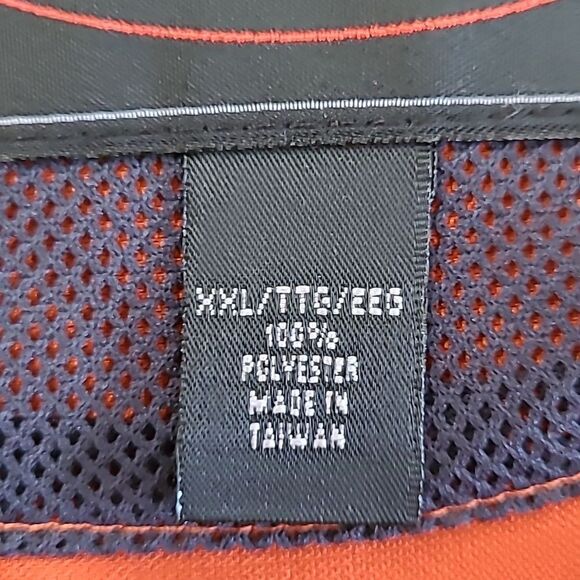 XXL/TTG/EEG
100%
POLYESTER
MADE IN
TAIWAN